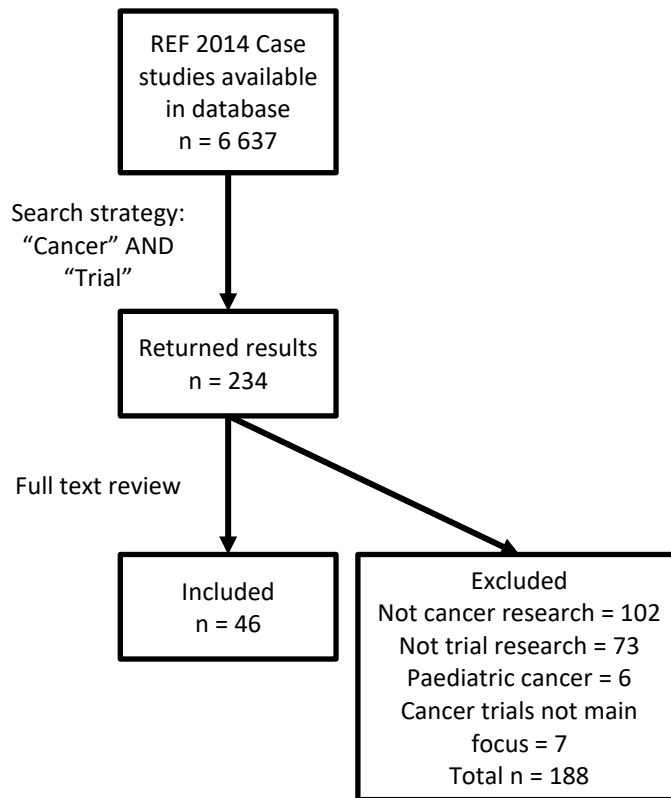 REF 2014 Case
studies available
in database
n = 6 637
Search strategy:
“Cancer” AND
“Trial”
Returned results
n = 234
Full text review
Included
n = 46
Excluded
Not cancer research = 102
Not trial research = 73
Paediatric cancer = 6
Cancer trials not main
focus = 7
Total n = 188